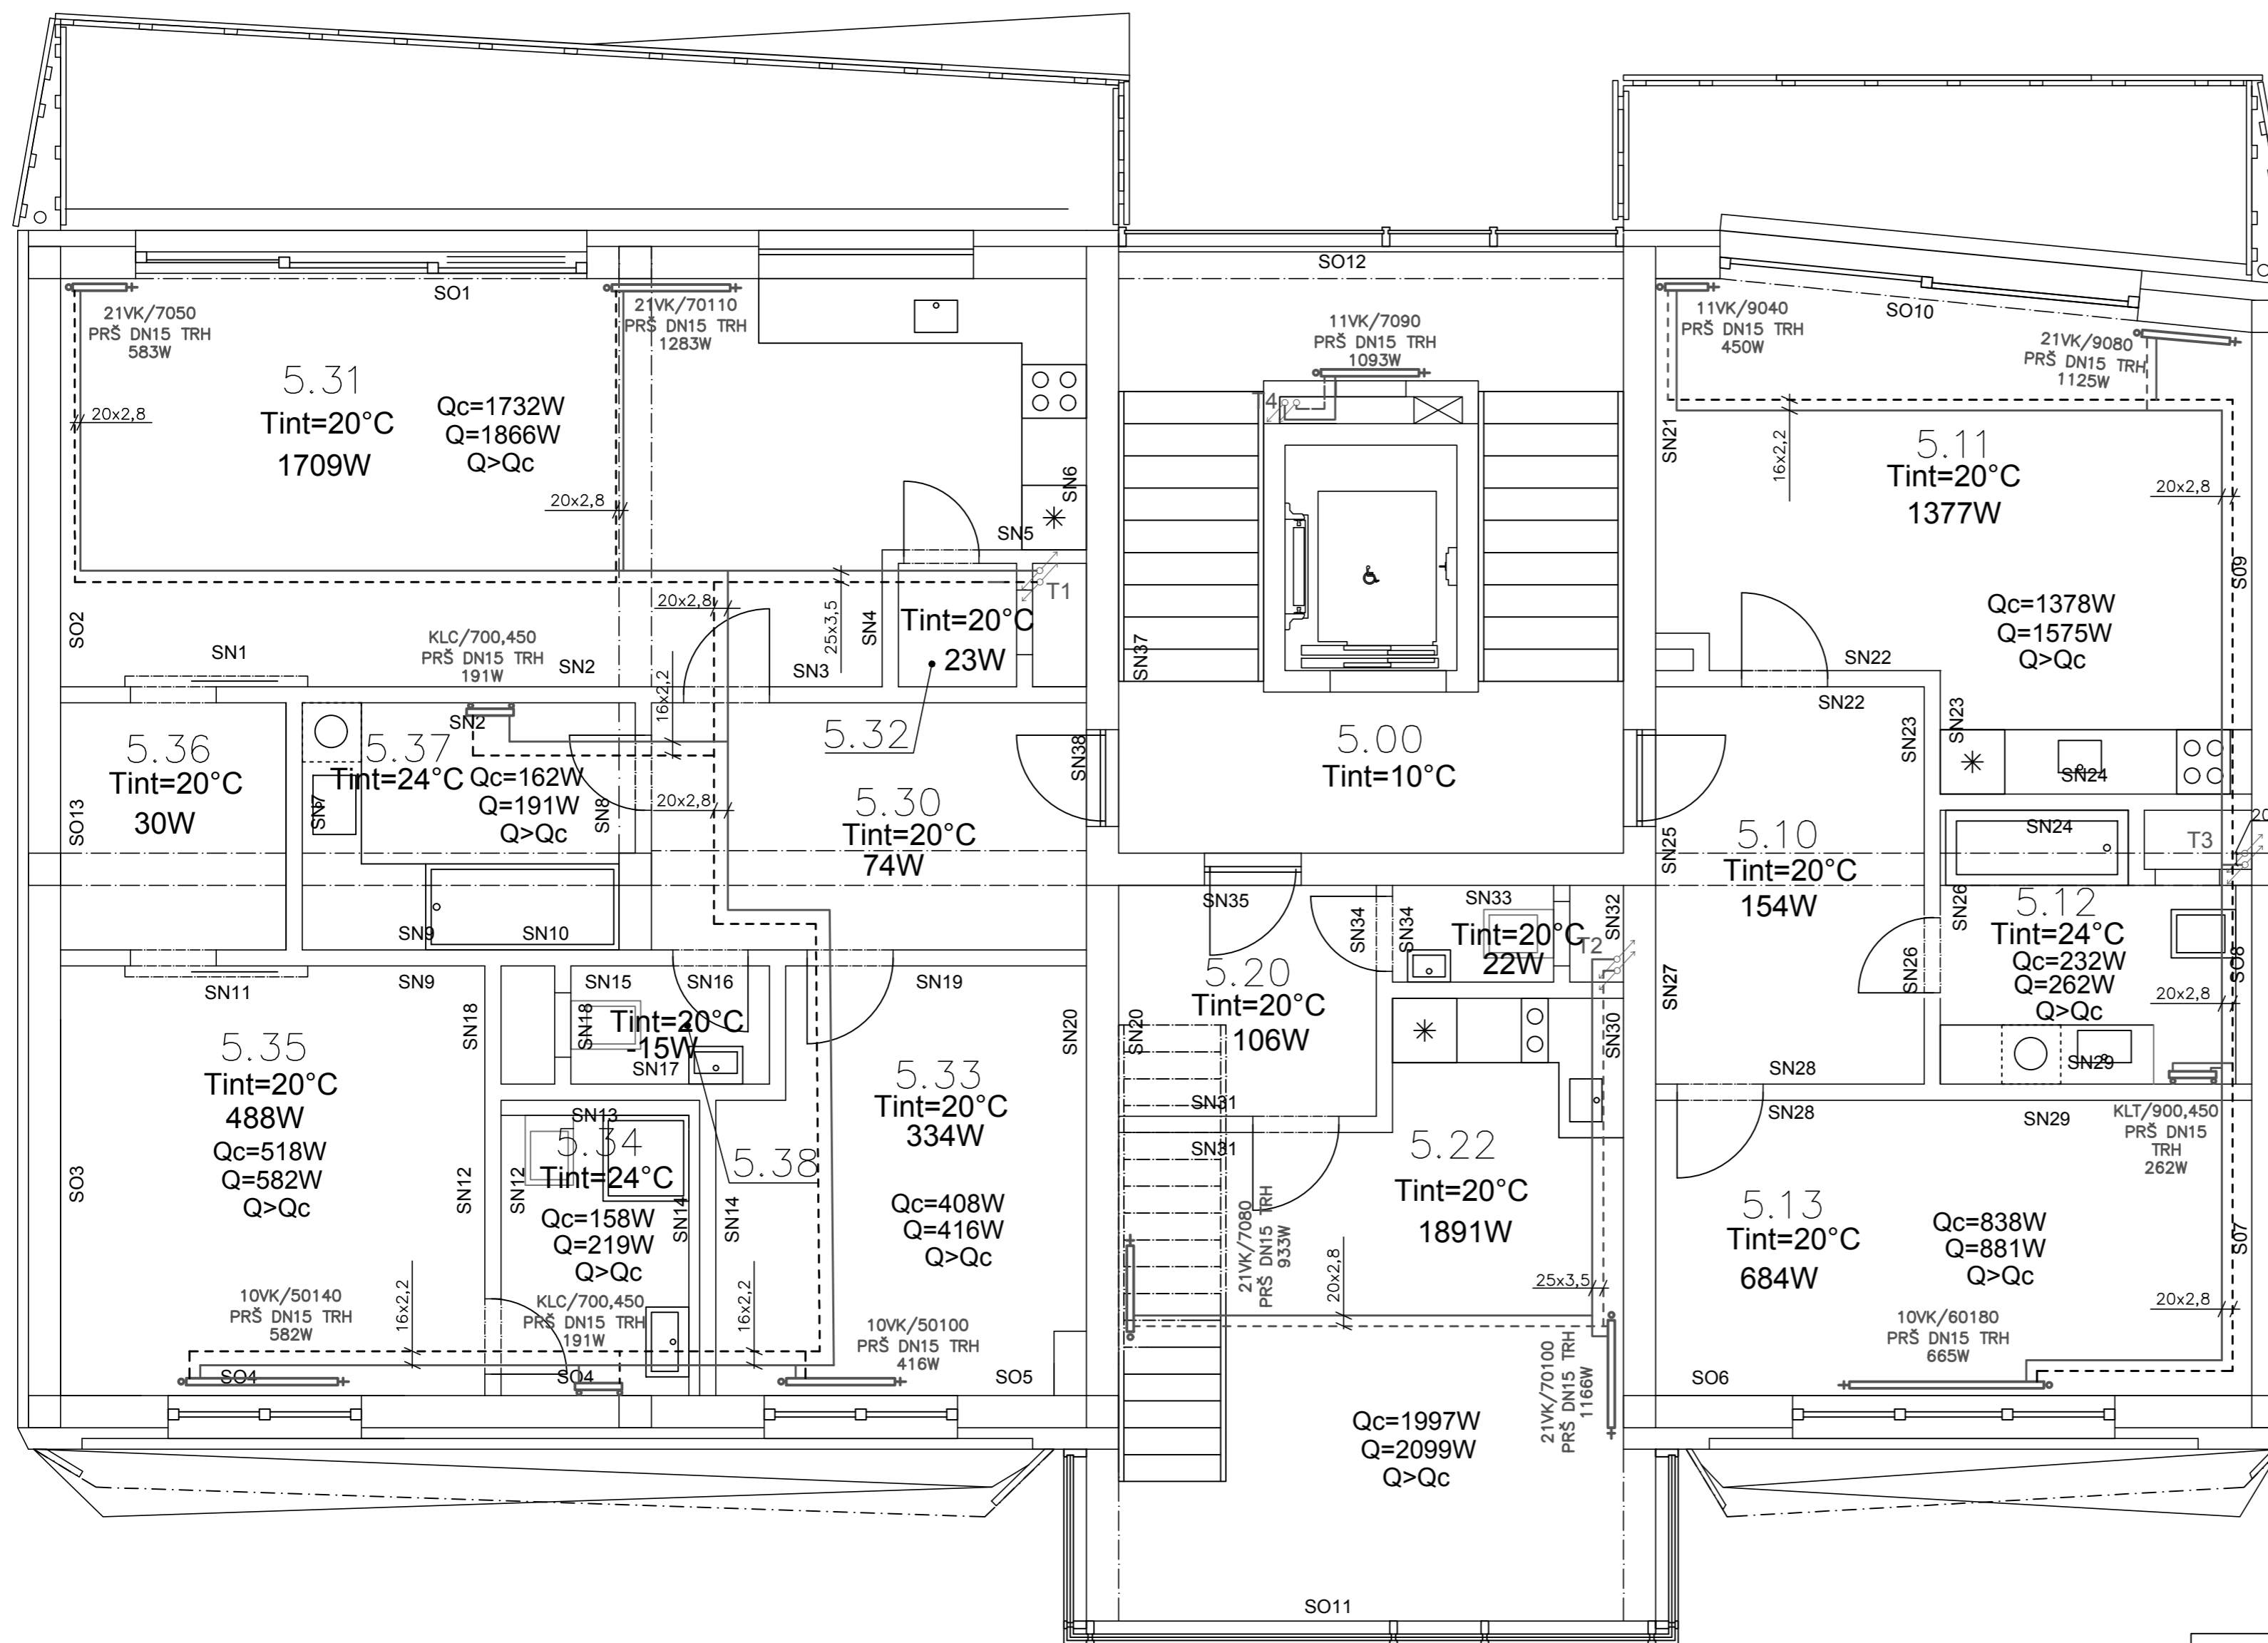 SO12
SO1
21VK/7050
PRŠ DN15 TRH
583W
21VK/70110
PRŠ DN15 TRH
1283W
11VK/7090
PRŠ DN15 TRH
1093W
11VK/9040
PRŠ DN15 TRH
450W
SO10
21VK/9080
PRŠ DN15 TRH
1125W
5.31
Tint=20°C
1709W
Qc=1732W
Q=1866W
Q>Qc
20x2,8
20x2,8
SN6
SN5
T4
SN21
16x2,2
5.11
Tint=20°C
1377W
20x2,8
Qc=1378W
Q=1575W
Q>Qc
SO9
T1
20x2,8
25x3,5
SN4
Tint=20°C
23W
SO2
SN1
KLC/700,450
PRŠ DN15 TRH
191W
SN2
SN3
16x2,2
SN37
SN22
SN22
SN2
5.36
Tint=20°C
30W
5.37
Tint=24°C
Qc=162W
Q=191W
Q>Qc
SN7
SN8
SO13
20x2,8
5.32
SN38
5.30
Tint=20°C
74W
5.00
Tint=10°C
SN23
SN23
SN24
SN24
T3
20
SN25
5.10
Tint=20°C
154W
SN9
SN10
SN35
SN34
SN34
SN33
Tint=20°C
22W
SN32
T2
SN26
SN26
5.12
Tint=24°C
Qc=232W
Q=262W
Q>Qc
SO8
20x2,8
SN27
SN11
SN9
SN15
SN16
SN19
SN18
SN18
Tint=20°C
-15W
SN17
SN20
SN20
5.20
Tint=20°C
106W
SN30
SN28
SN28
SN29
SN29
5.35
Tint=20°C
488W
Qc=518W
Q=582W
Q>Qc
SO3
SN12
SN12
SN13
5.34
Tint=24°C
Qc=158W
Q=219W
Q>Qc
SN14
SN14
5.38
5.33
Tint=20°C
334W
Qc=408W
Q=416W
Q>Qc
SN31
SN31
5.22
Tint=20°C
1891W
21VK/7080
PRŠ DN15 TRH
933W
20x2,8
25x3,5
KLT/900,450
PRŠ DN15
TRH
262W
5.13
Tint=20°C
684W
Qc=838W
Q=881W
Q>Qc
SO7
20x2,8
10VK/50140
PRŠ DN15 TRH
582W
16x2,2
KLC/700,450
PRŠ DN15 TRH
191W
16x2,2
10VK/50100
PRŠ DN15 TRH
416W
21VK/70100
PRŠ DN15 TRH
1166W
10VK/60180
PRŠ DN15 TRH
665W
SO4
SO4
SO5
SO6
Qc=1997W
Q=2099W
Q>Qc
SO11